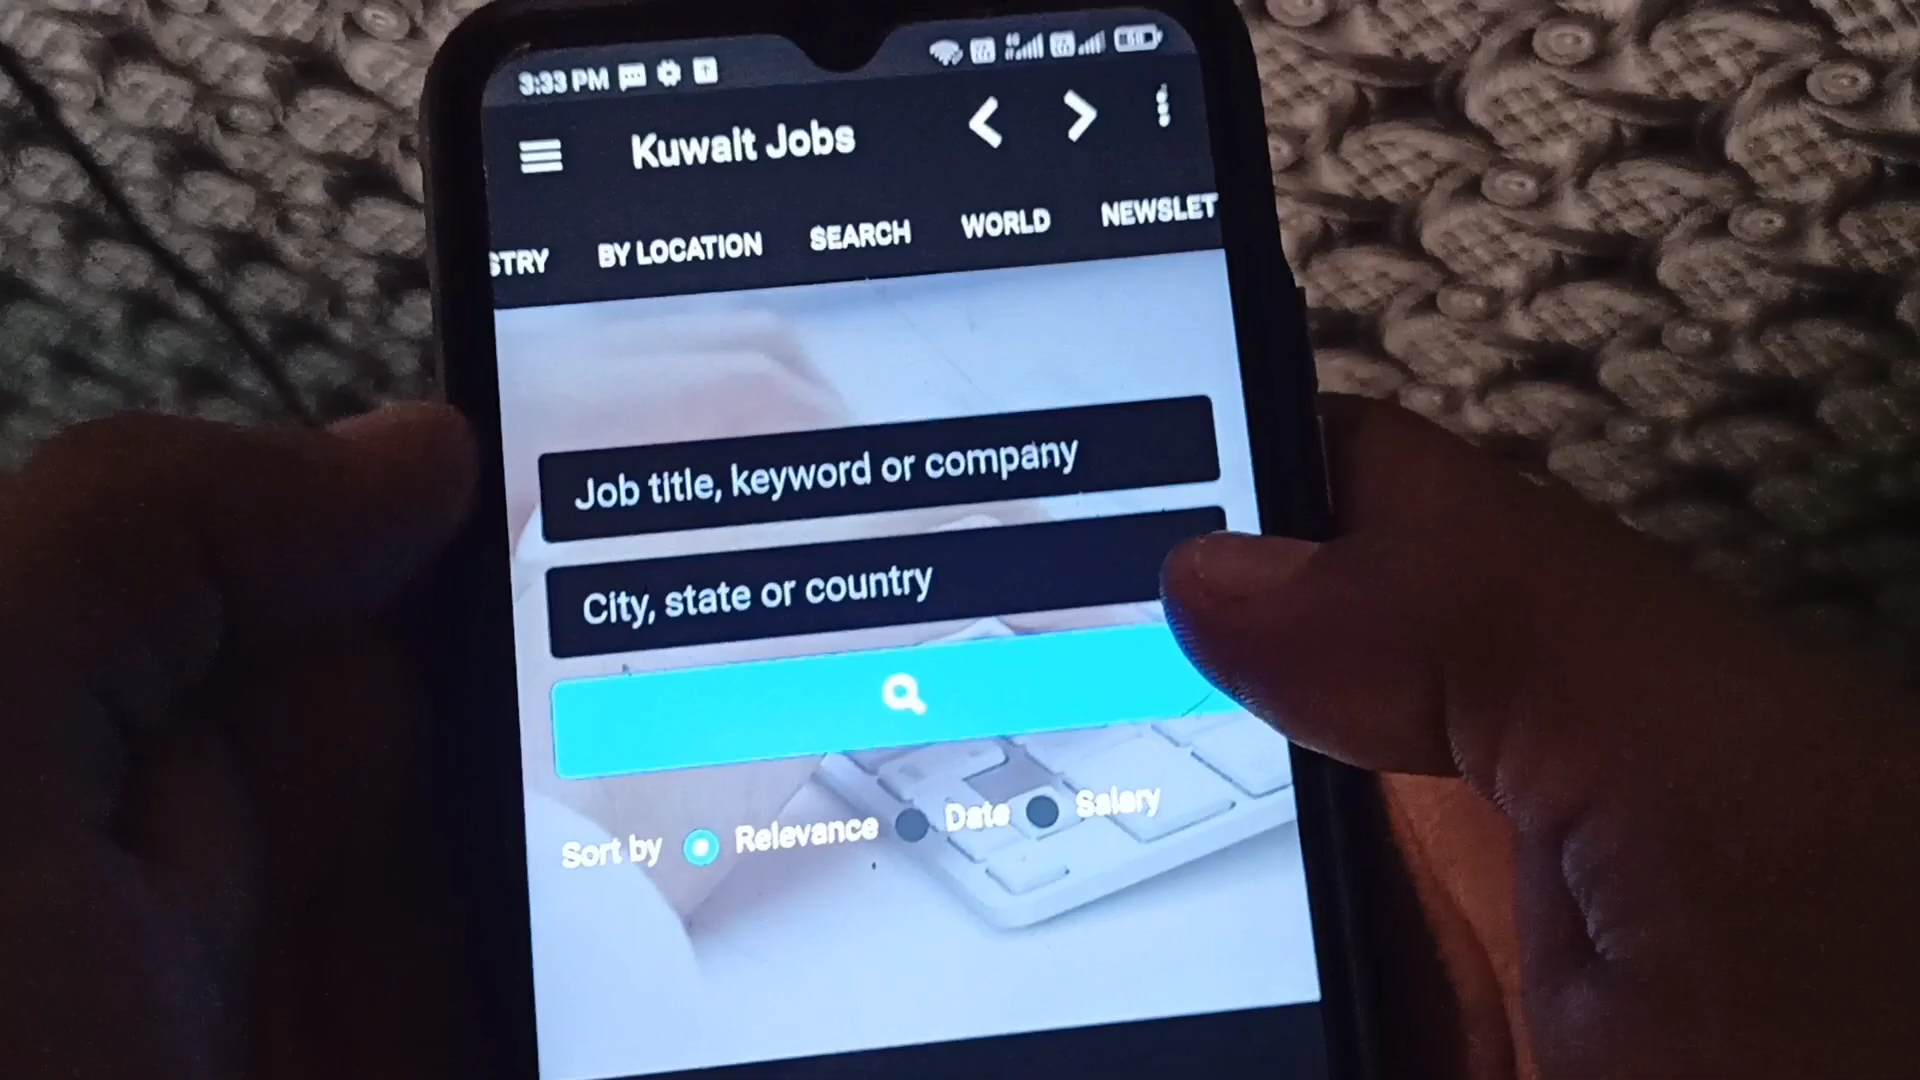 3:33 PM
Kuwait Jobs
STRY BY LOCATION SEARCH WORLD NEWSLET
Job title, keyword or company
City, state or country
Sort by Relevance Date Salary